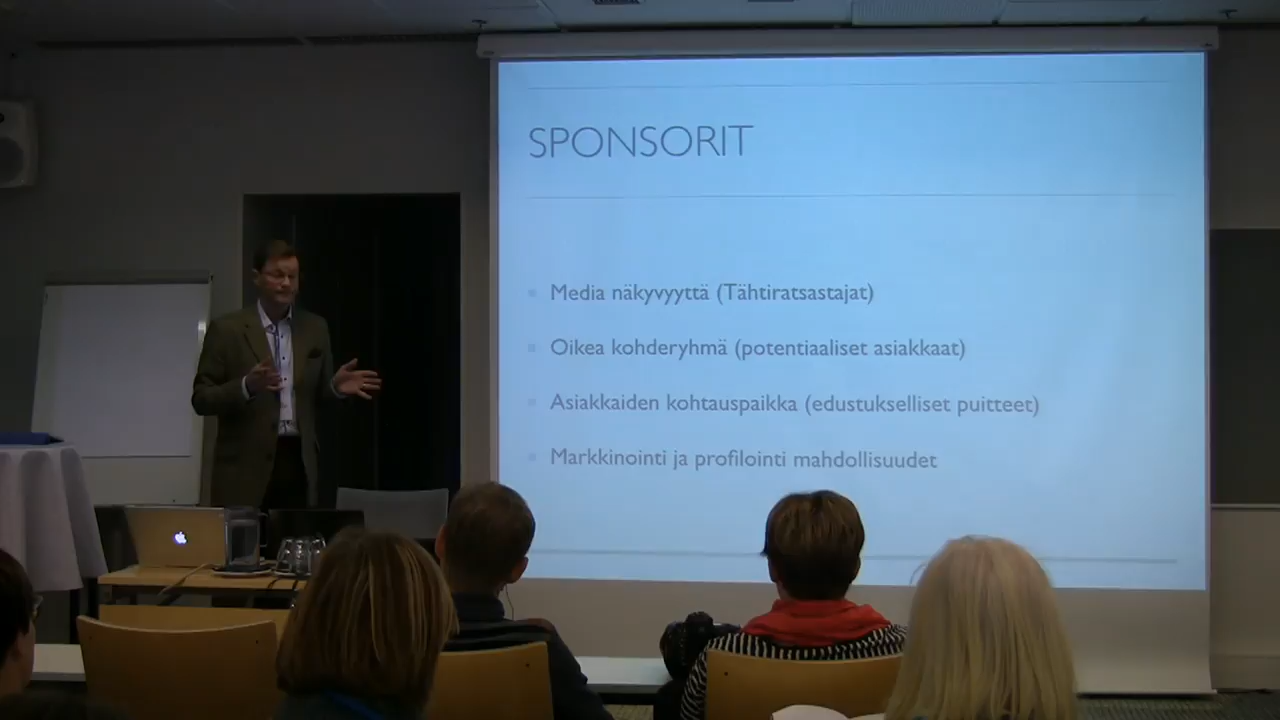 SPONSORIT
Media näkyvyyttä (Tähtiratsastajat)
Oikea kohderyhmä (potentiaaliset asiakkaat)
Asiakkaiden kohtauspaikka (edustukselliset puitteet)
Markkinointi ja profilointi mahdollisuudet